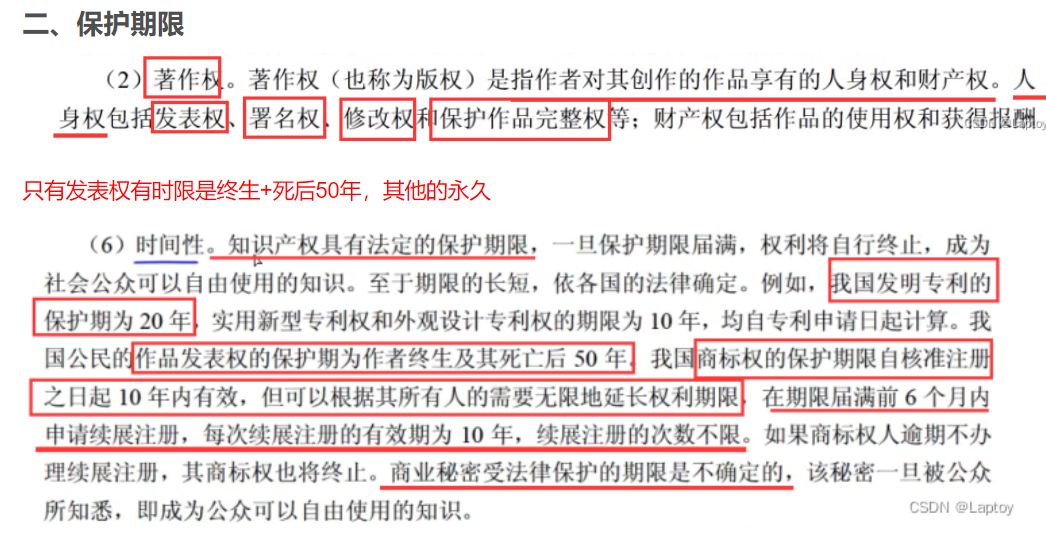 二、保护期限
（2）著作权。著作权（也称为版权）是指作者对其创作的作品享有的人身权和财产权。人
身权包括发表权、署名权、修改权和保护作品完整权等；财产权包括作品的使用权和获得报酬
CSDN @Laptoy
只有发表权有时限是终生+死后50年，其他的永久
（6）时间性。知识产权具有法定的保护期限，一旦保护期限届满，权利将自行终止，成为
社会公众可以自由使用的知识。至于期限的长短，依各国的法律确定。例如，我国发明专利的
保护期为 20 年，实用新型专利权和外观设计专利权的期限为 10 年，均自专利申请日起计算。我
国公民的作品发表权的保护期为作者终生及其死亡后 50 年。我国商标权的保护期限自核准注册
之日起 10 年内有效，但可以根据其所有人的需要无限地延长权利期限，在期限届满前 6 个月内
申请续展注册，每次续展注册的有效期为 10 年，续展注册的次数不限。如果商标权人逾期不办
理续展注册，其商标权也将终止。商业秘密受法律保护的期限是不确定的，该秘密一旦被公众
所知悉，即成为公众可以自由使用的知识。
CSDN @Laptoy